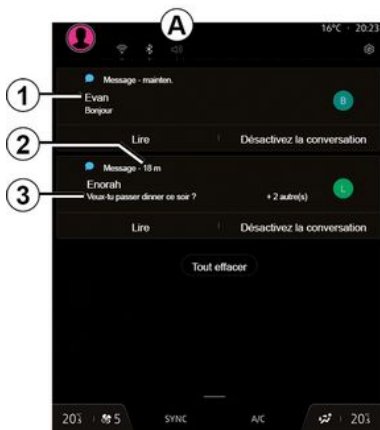 A
16°C · 20:23
Message - mainten.
1
Evan
B
Bonjour
2
Lire
Désactivez la conversation
Message - 18 m
3
Enorah
L
Veux-tu passer dinner ce soir ?
+ 2 autre(s)
Lire
Désactivez la conversation
Tout effacer
20
5
SYNC
A/C
20